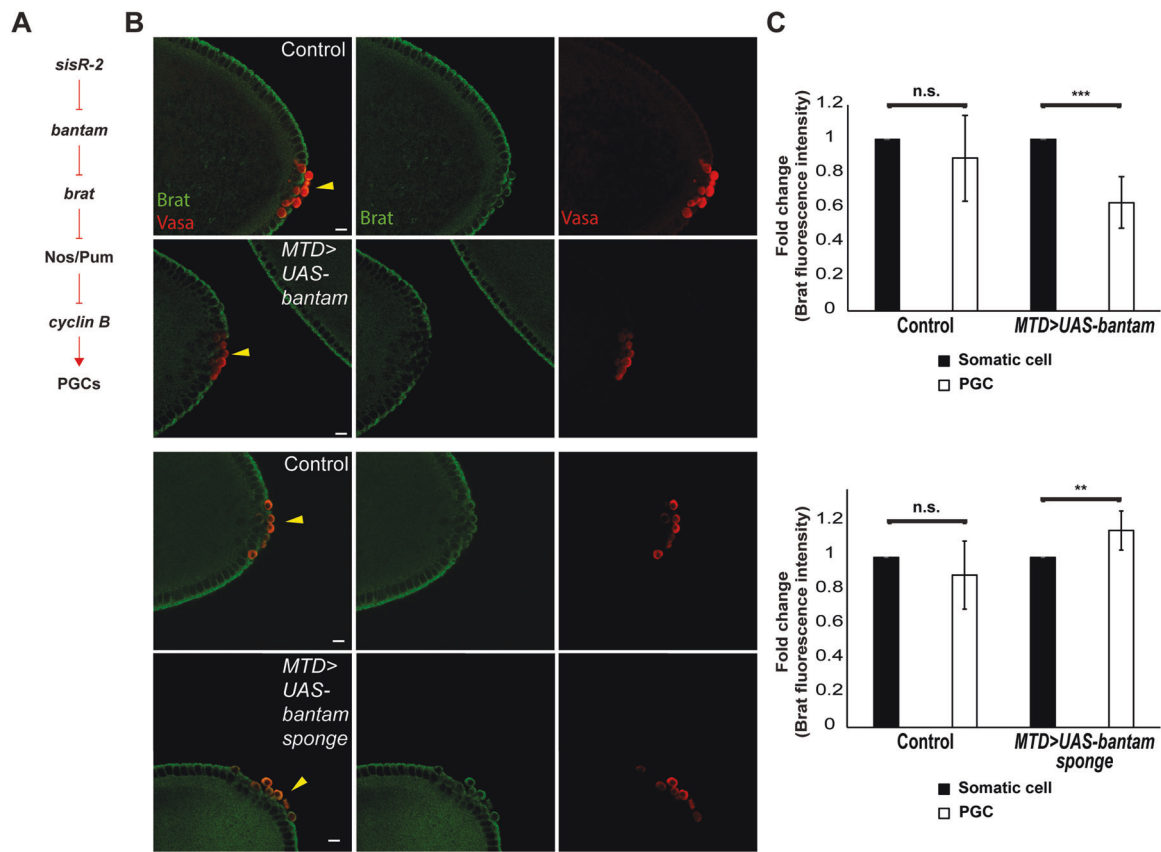 A
sisR-2
bantam
brat
Nos/Pum
cyclin B
PGCs
B
Control
Brat
Vasa
Brat
Vasa
MTD>
UAS-
bantam
Control
MTD>
UAS-
bantam
sponge
C
n.s.
***
1.2
1
0.8
0.6
0.4
0.2
0
Fold change
(Brat fluorescence intensity)
Control
MTD>UAS-bantam
Somatic cell
PGC
n.s.
**
1.2
1
0.8
0.6
0.4
0.2
0
Fold change
(Brat fluorescence intensity)
Control
MTD>UAS-bantam
sponge
Somatic cell
PGC